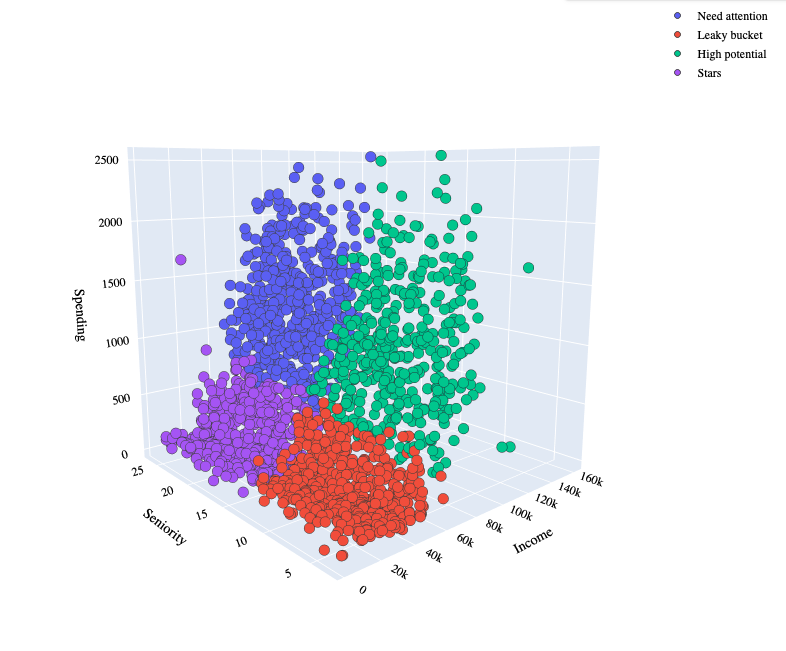 Need attention
Leaky bucket
High potential
Stars
2500
2000
1500
1000
500
0
Spending
25
20
15
10
5
Seniority
0
20k
40k
60k
80k
100k
120k
140k
160k
Income